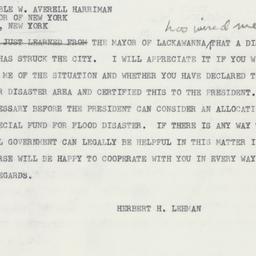 BLE W. AVERELL HARRIMAN
OR OF NEW YORK
, NEW YORK
has wired me
JUST LEARNED FROM THE MAYOR OF LACKAWANNA/THAT A DI
HAS STRUCK THE CITY. I WILL APPRECIATE IT IF YOU W
ME OF THE SITUATION AND WHETHER YOU HAVE DECLARED T
R DISASTER AREA AND CERTIFIED THIS TO THE PRESIDENT.
ESSARY BEFORE THE PRESIDENT CAN CONSIDER AN ALLOCATI
ECIAL FUND FOR FLOOD DISASTER. IF THERE IS ANY WAY T
L GOVERNMENT CAN LEGALLY BE HELPFUL IN THIS MATTER I
RSE WILL BE HAPPY TO COOPERATE WITH YOU IN EVERY WAY
EGARDS.
HERBERT H. LEHMAN